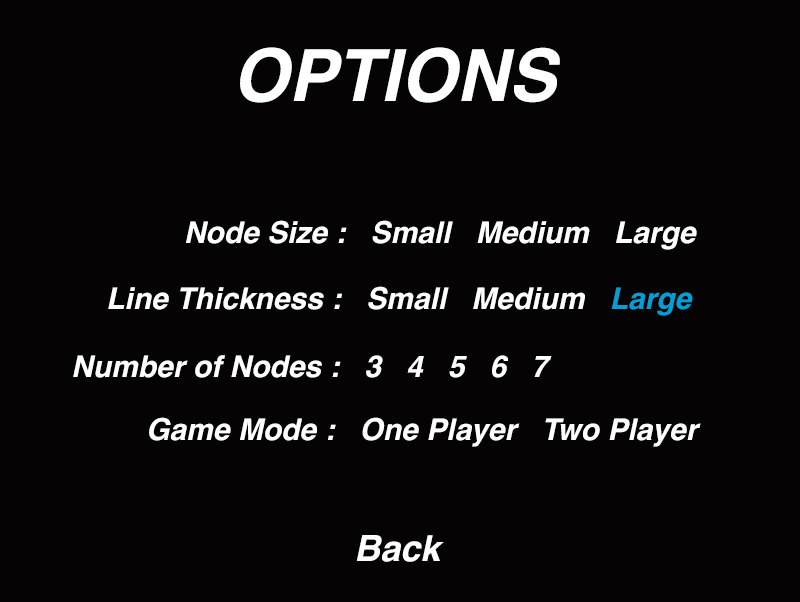 OPTIONS
Node Size : Small Medium Large
Line Thickness : Small Medium Large
Number of Nodes : 3 4 5 6 7
Game Mode : One Player Two Player
Back